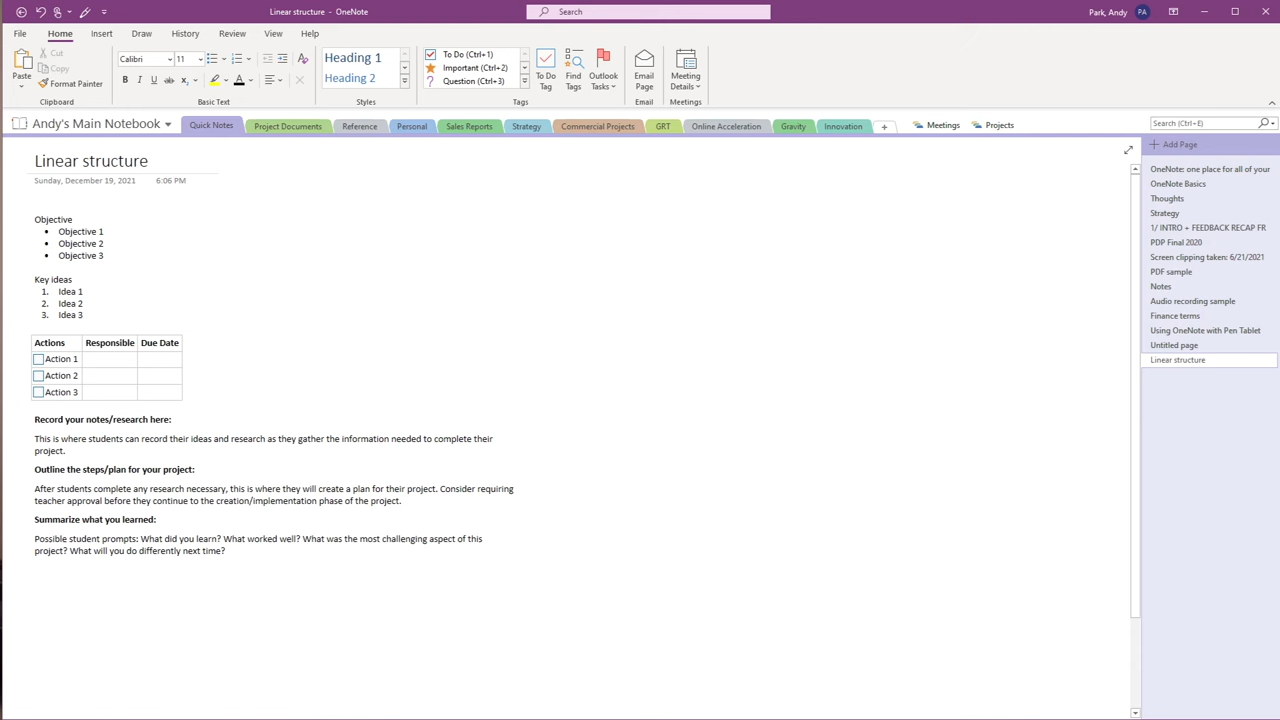 Linear structure - OneNote
Search
Park, Andy
PA
File Home Insert Draw History Review View Help
Paste
Cut
Copy
Format Painter
Clipboard
Calibri 11
Basic Text
Heading 1
Heading 2
Styles
To Do (Ctrl+1)
Important (Ctrl+2)
Question (Ctrl+3)
Tags
To Do Tag
Find Tags
Outlook Tasks
Email Page
Email
Meeting Details
Meetings
Andy's Main Notebook
Quick Notes Project Documents Reference Personal Sales Reports Strategy Commercial Projects GRT Online Acceleration Gravity Innovation
Meetings Projects
Search (Ctrl+E)
Linear structure
Sunday, December 19, 2021 6:06 PM
Objective
• Objective 1
• Objective 2
• Objective 3
Key ideas
1. Idea 1
2. Idea 2
3. Idea 3
Actions Responsible Due Date
Action 1
Action 2
Action 3
Record your notes/research here:
This is where students can record their ideas and research as they gather the information needed to complete their
project.
Outline the steps/plan for your project:
After students complete any research necessary, this is where they will create a plan for their project. Consider requiring
teacher approval before they continue to the creation/implementation phase of the project.
Summarize what you learned:
Possible student prompts: What did you learn? What worked well? What was the most challenging aspect of this
project? What will you do differently next time?
Add Page
OneNote: one place for all of your
OneNote Basics
Thoughts
Strategy
1/ INTRO + FEEDBACK RECAP FR
PDP Final 2020
Screen clipping taken: 6/21/2021
PDF sample
Notes
Audio recording sample
Finance terms
Using OneNote with Pen Tablet
Untitled page
Linear structure